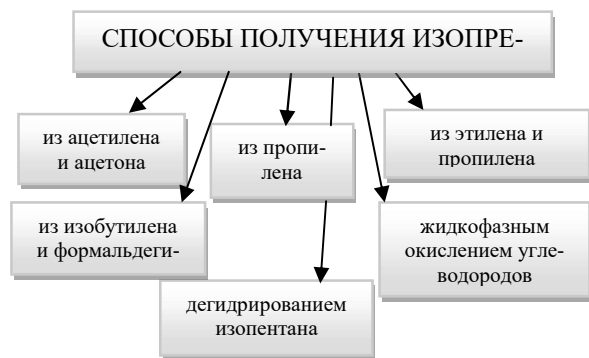 СПОСОБЫ ПОЛУЧЕНИЯ ИЗОПРЕ-
из ацетилена
и ацетона
из пропи-
лена
из этилена и
пропилена
из изобутилена
и формальдеги-
жидкофазным
окислением угле-
водородов
дегидрированием
изопентана